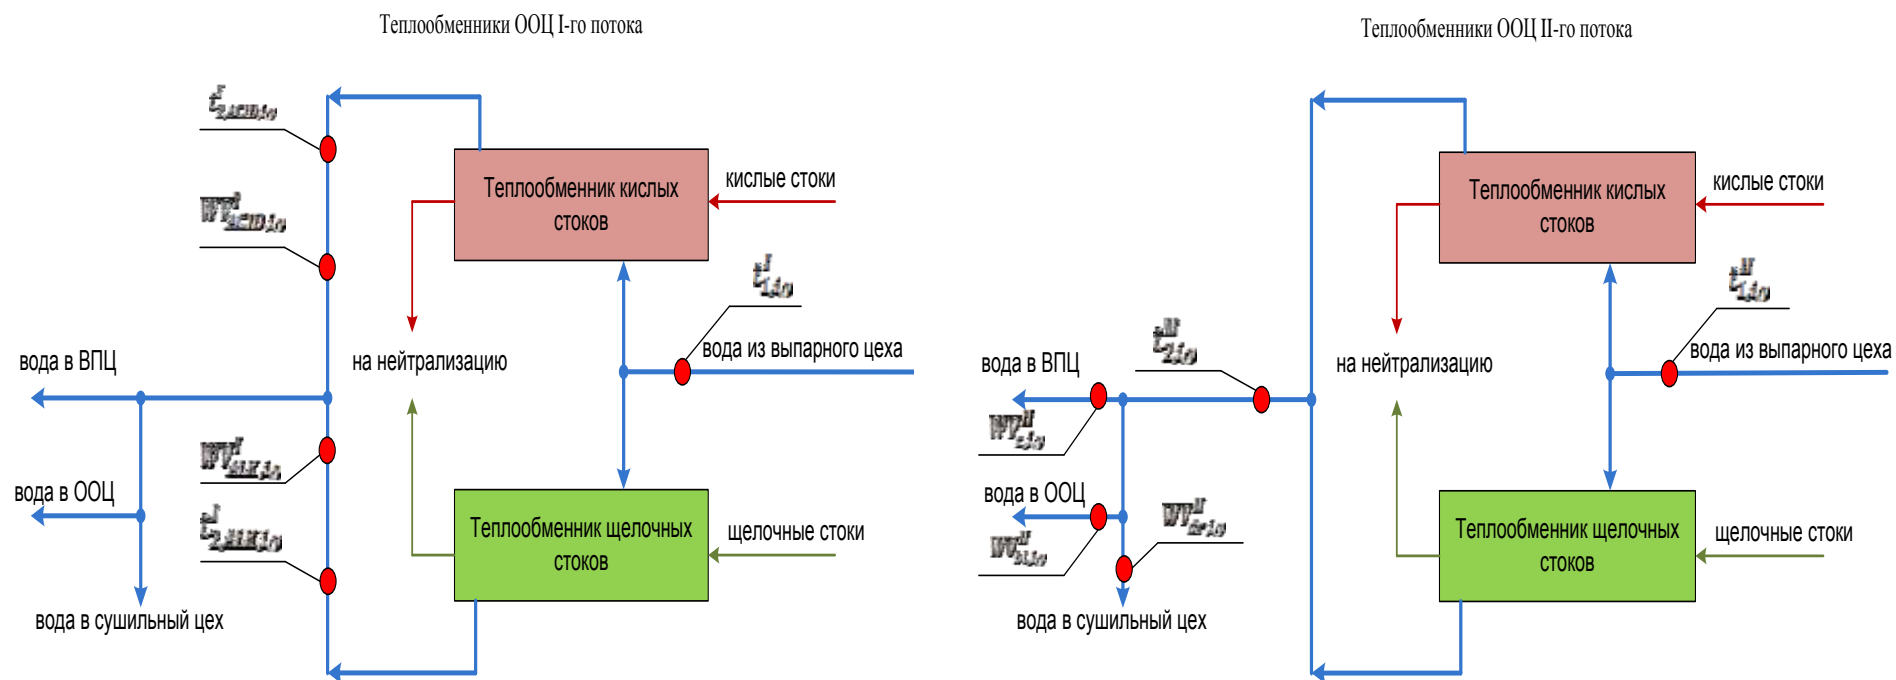 Теплообменники ООЦ I-го потока
Теплообменник кислых
стоков
кислые стоки
вода из выпарного цеха
на нейтрализацию
вода в ВПЦ
вода в ООЦ
Теплообменник щелочных
стоков
щелочные стоки
вода в сушильный цех
Теплообменники ООЦ II-го потока
Теплообменник кислых
стоков
кислые стоки
вода из выпарного цеха
на нейтрализацию
вода в ВПЦ
вода в ООЦ
Теплообменник щелочных
стоков
щелочные стоки
вода в сушильный цех